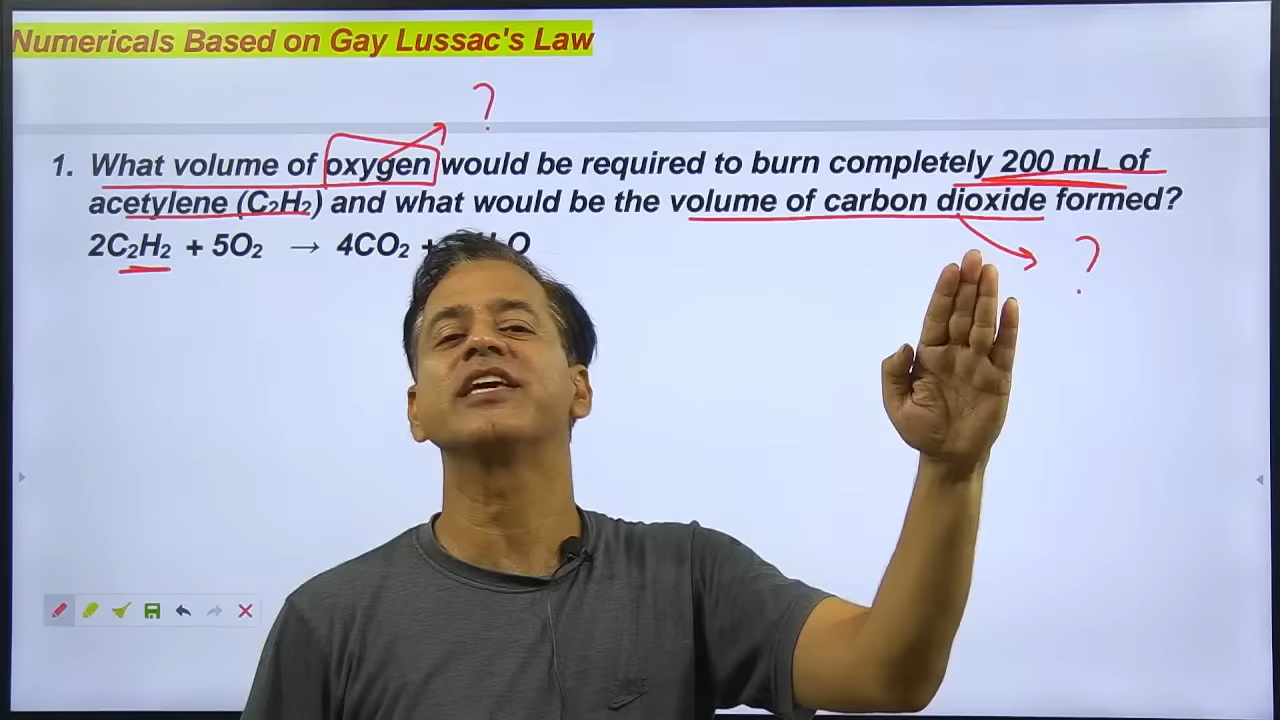 Numericals Based on Gay Lussac's Law
?
1. What volume of oxygen would be required to burn completely 200 mL of
acetylene (C₂H₂) and what would be the volume of carbon dioxide formed?
2C₂H₂ + 5O₂ → 4CO₂ + O
?